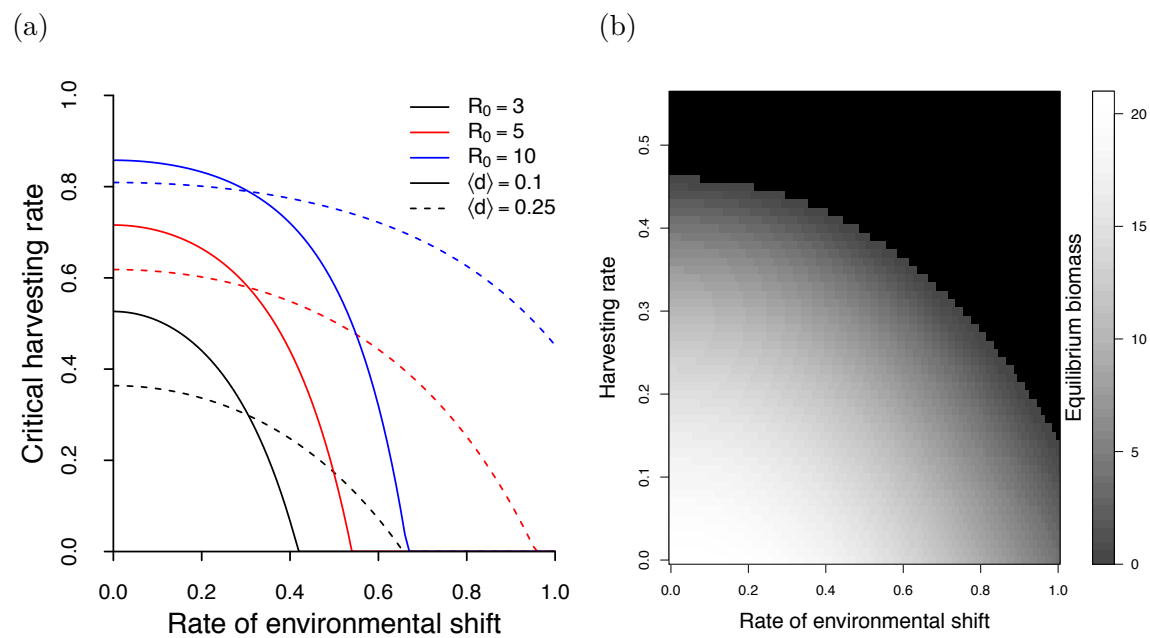 (a)
Critical harvesting rate
1.0
0.8
0.6
0.4
0.2
0.0
R₀ = 3
R₀ = 5
R₀ = 10
⟨d⟩ = 0.1
⟨d⟩ = 0.25
0.0 0.2 0.4 0.6 0.8 1.0
Rate of environmental shift
(b)
Harvesting rate
0.5
0.4
0.3
0.2
0.1
0.0
0.0 0.2 0.4 0.6 0.8 1.0
Rate of environmental shift
Equilibrium biomass
20
15
10
5
0